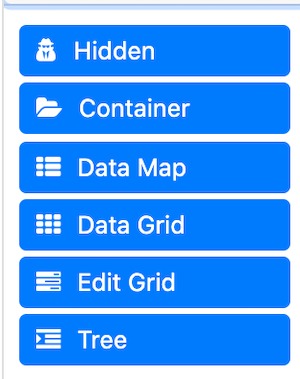 Hidden
Container
Data Map
Data Grid
Edit Grid
Tree